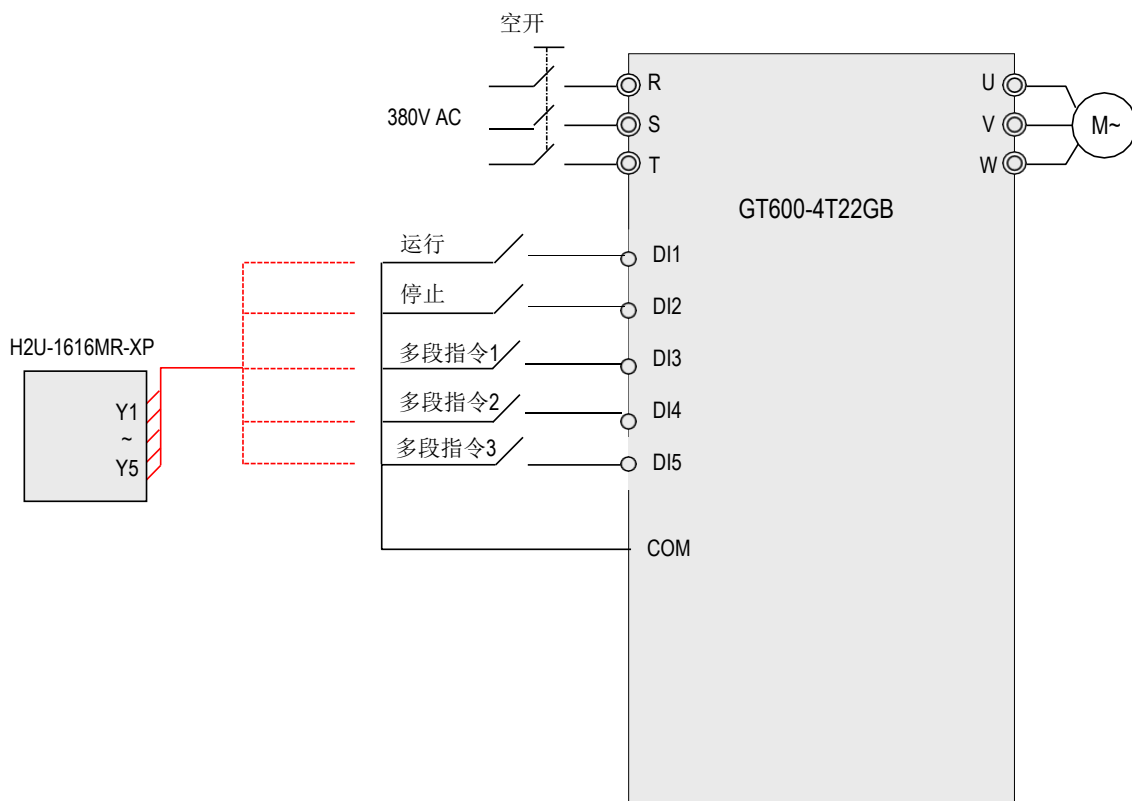 空开
380V AC
R
S
T
U
V
W
M~
GT600-4T22GB
运行
DI1
停止
DI2
H2U-1616MR-XP
多段指令1
DI3
Y1
~
Y5
多段指令2
DI4
多段指令3
DI5
COM